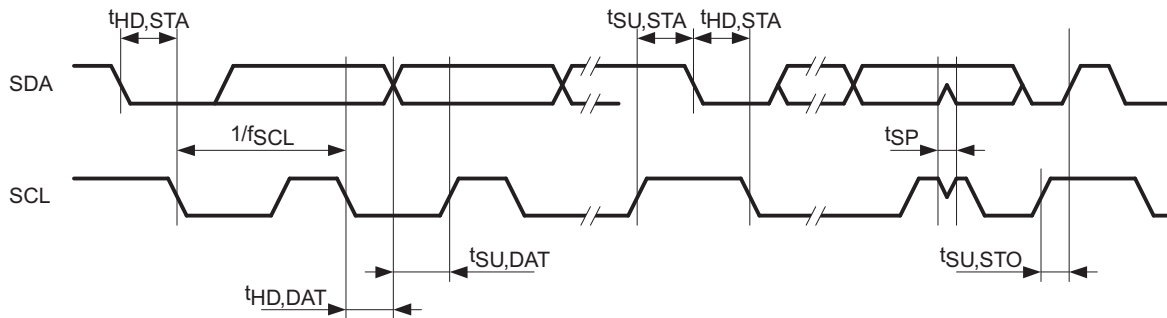 tHD,STA tSU,STA tHD,STA
SDA
1/fSCL tSP
SCL
tSU,DAT tSU,STO
tHD,DAT